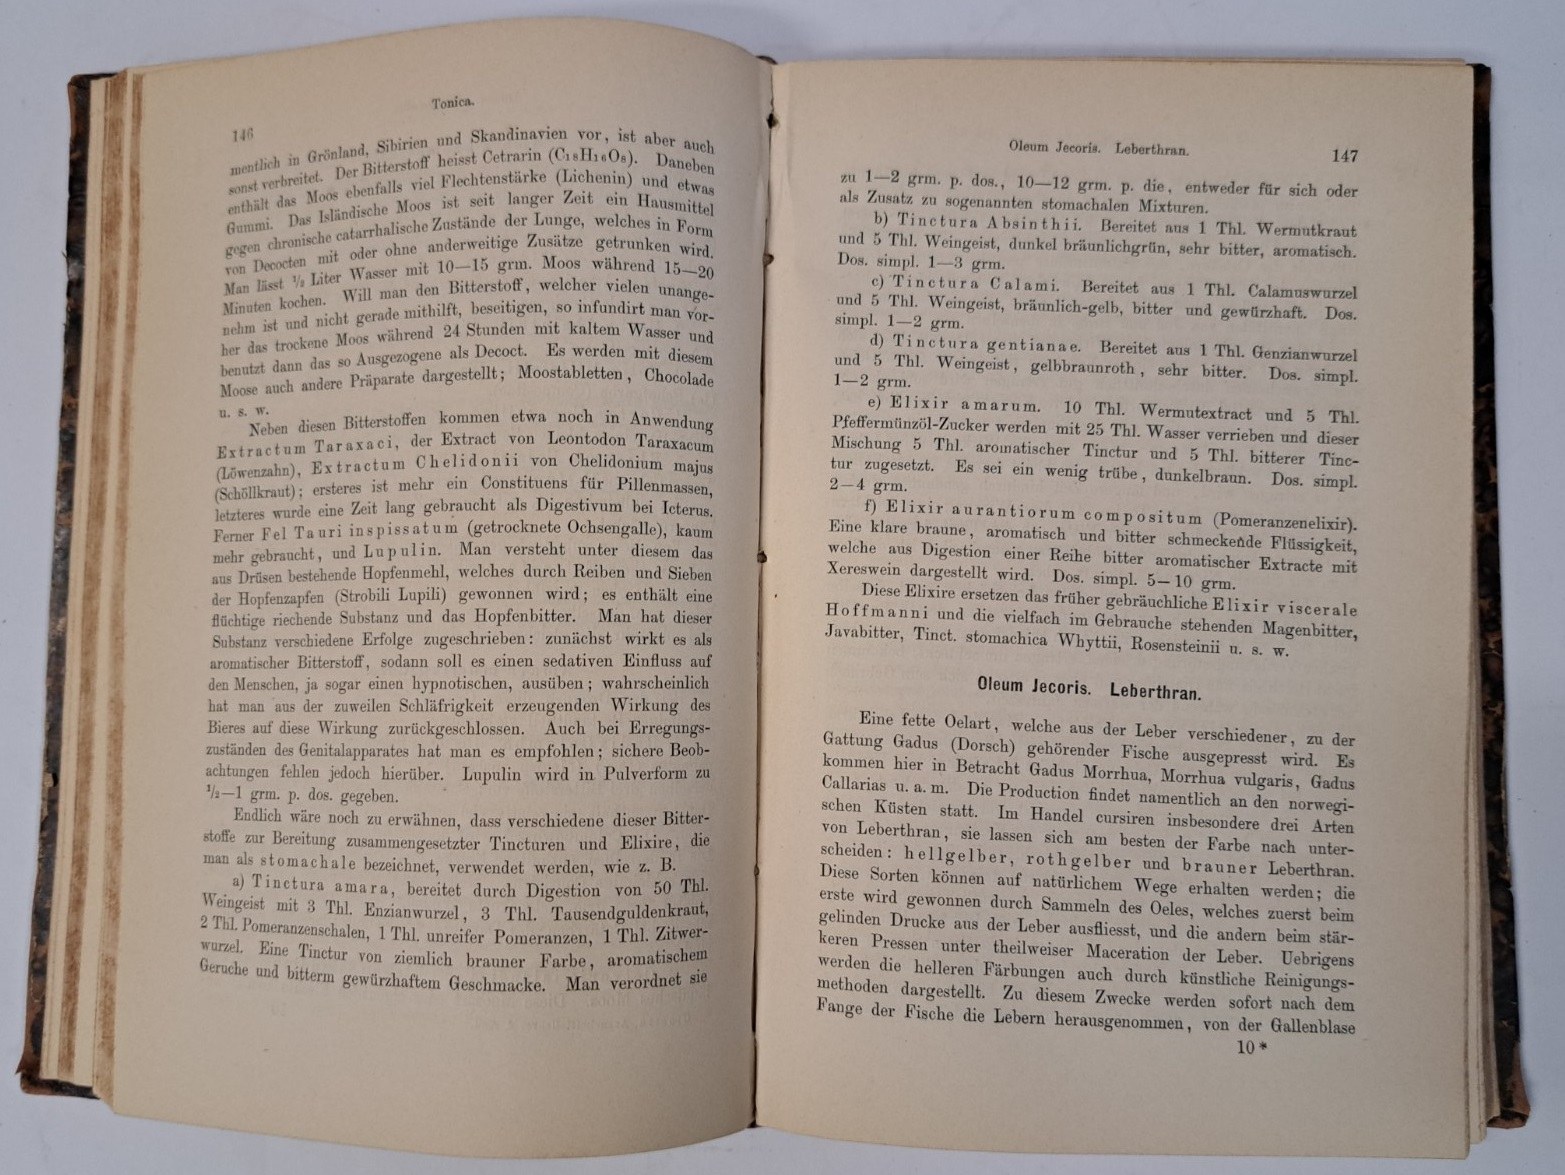 Tonica.
146
mentlich in Grönland, Sibirien und Skandinavien vor, ist aber auch
sonst verbreitet. Der Bitterstoff heisst Cetrarin (C₁₈H₁₆O₈). Daneben
enthält das Moos ebenfalls viel Flechtenstärke (Lichenin) und etwas
Gummi. Das Isländische Moos ist seit langer Zeit ein Hausmittel
gegen chronische catarrhalische Zustände der Lunge, welches in Form
von Decocten mit oder ohne anderweitige Zusätze getrunken wird.
Man lässt ½ Liter Wasser mit 10—15 grm. Moos während 15—20
Minuten kochen. Will man den Bitterstoff, welcher vielen unange-
nehm ist und nicht gerade mithilft, beseitigen, so infundirt man vor-
her das trockene Moos während 24 Stunden mit kaltem Wasser und
benutzt dann das so Ausgezogene als Decoct. Es werden mit diesem
Moose auch andere Präparate dargestellt; Moostabletten, Chocolade
u. s. w.
Neben diesen Bitterstoffen kommen etwa noch in Anwendung
Extractum Taraxaci, der Extract von Leontodon Taraxacum
(Löwenzahn), Extractum Chelidonii von Chelidonium majus
(Schöllkraut); ersteres ist mehr ein Constituens für Pillenmassen,
letzteres wurde eine Zeit lang gebraucht als Digestivum bei Icterus.
Ferner Fel Tauri inspissatum (getrocknete Ochsengalle), kaum
mehr gebraucht, und Lupulin. Man versteht unter diesem das
aus Drüsen bestehende Hopfenmehl, welches durch Reiben und Sieben
der Hopfenzapfen (Strobili Lupili) gewonnen wird; es enthält eine
flüchtige riechende Substanz und das Hopfenbitter. Man hat dieser
Substanz verschiedene Erfolge zugeschrieben: zunächst wirkt es als
aromatischer Bitterstoff, sodann soll es einen sedativen Einfluss auf
den Menschen, ja sogar einen hypnotischen, ausüben; wahrscheinlich
hat man aus der zuweilen Schläfrigkeit erzeugenden Wirkung des
Bieres auf diese Wirkung zurückgeschlossen. Auch bei Erregungs-
zuständen des Genitalapparates hat man es empfohlen; sichere Beob-
achtungen fehlen jedoch hierüber. Lupulin wird in Pulverform zu
½—1 grm. p. dos. gegeben.
Endlich wäre noch zu erwähnen, dass verschiedene dieser Bitter-
stoffe zur Bereitung zusammengesetzter Tincturen und Elixire, die
man als stomachale bezeichnet, verwendet werden, wie z. B.
a) Tinctura amara, bereitet durch Digestion von 50 Thl.
Weingeist mit 3 Thl. Enzianwurzel, 3 Thl. Tausendguldenkraut,
2 Thl. Pomeranzenschalen, 1 Thl. unreifer Pomeranzen, 1 Thl. Zitwer-
wurzel. Eine Tinctur von ziemlich brauner Farbe, aromatischem
Geruche und bitterm gewürzhaftem Geschmacke. Man verordnet sie
Oleum Jecoris. Leberthran.
147
zu 1—2 grm. p. dos., 10—12 grm. p. die, entweder für sich oder
als Zusatz zu sogenannten stomachalen Mixturen.
b) Tinctura Absinthii. Bereitet aus 1 Thl. Wermutkraut
und 5 Thl. Weingeist, dunkel bräunlichgrün, sehr bitter, aromatisch.
Dos. simpl. 1—3 grm.
c) Tinctura Calami. Bereitet aus 1 Thl. Calamuswurzel
und 5 Thl. Weingeist, bräunlich-gelb, bitter und gewürzhaft. Dos.
simpl. 1—2 grm.
d) Tinctura gentianae. Bereitet aus 1 Thl. Genzianwurzel
und 5 Thl. Weingeist, gelbbraunroth, sehr bitter. Dos. simpl.
1—2 grm.
e) Elixir amarum. 10 Thl. Wermutextract und 5 Thl.
Pfeffermünzöl-Zucker werden mit 25 Thl. Wasser verrieben und dieser
Mischung 5 Thl. aromatischer Tinctur und 5 Thl. bitterer Tinc-
tur zugesetzt. Es sei ein wenig trübe, dunkelbraun. Dos. simpl.
2—4 grm.
f) Elixir aurantiorum compositum (Pomeranzenelixir).
Eine klare braune, aromatisch und bitter schmeckende Flüssigkeit,
welche aus Digestion einer Reihe bitter aromatischer Extracte mit
Xereswein dargestellt wird. Dos. simpl. 5—10 grm.
Diese Elixire ersetzen das früher gebräuchliche Elixir viscerale
Hoffmanni und die vielfach im Gebrauche stehenden Magenbitter,
Javabitter, Tinct. stomachica Whyttii, Rosensteinii u. s. w.
Oleum Jecoris. Leberthran.
Eine fette Oelart, welche aus der Leber verschiedener, zu der
Gattung Gadus (Dorsch) gehörender Fische ausgepresst wird. Es
kommen hier in Betracht Gadus Morrhua, Morrhua vulgaris, Gadus
Callarias u. a. m. Die Production findet namentlich an den norwegi-
schen Küsten statt. Im Handel cursiren insbesondere drei Arten
von Leberthran, sie lassen sich am besten der Farbe nach unter-
scheiden: hellgelber, rothgelber und brauner Leberthran.
Diese Sorten können auf natürlichem Wege erhalten werden; die
erste wird gewonnen durch Sammeln des Oeles, welches zuerst beim
gelinden Drucke aus der Leber ausfliesst, und die andern beim stär-
keren Pressen unter theilweiser Maceration der Leber. Uebrigens
werden die helleren Färbungen auch durch künstliche Reinigungs-
methoden dargestellt. Zu diesem Zwecke werden sofort nach dem
Fange der Fische die Lebern herausgenommen, von der Gallenblase
10*